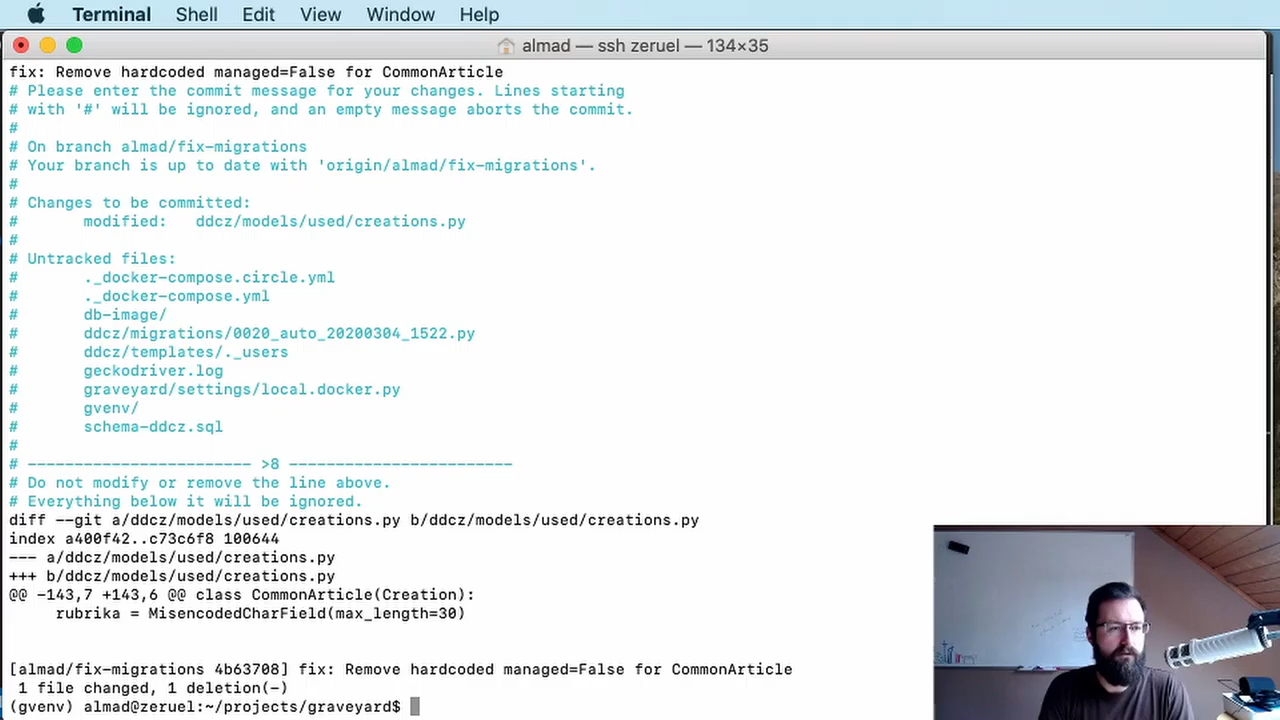 Terminal Shell Edit View Window Help
almad — ssh zeruel — 134×35
fix: Remove hardcoded managed=False for CommonArticle
# Please enter the commit message for your changes. Lines starting
# with '#' will be ignored, and an empty message aborts the commit.
#
# On branch almad/fix-migrations
# Your branch is up to date with 'origin/almad/fix-migrations'.
#
# Changes to be committed:
#       modified:   ddcz/models/used/creations.py
#
# Untracked files:
#       ._docker-compose.circle.yml
#       ._docker-compose.yml
#       db-image/
#       ddcz/migrations/0020_auto_20200304_1522.py
#       ddcz/templates/._users
#       geckodriver.log
#       graveyard/settings/local.docker.py
#       gvenv/
#       schema-ddcz.sql
#
# ------------------------ >8 ------------------------
# Do not modify or remove the line above.
# Everything below it will be ignored.
diff --git a/ddcz/models/used/creations.py b/ddcz/models/used/creations.py
index a400f42..c73c6f8 100644
--- a/ddcz/models/used/creations.py
+++ b/ddcz/models/used/creations.py
@@ -143,7 +143,6 @@ class CommonArticle(Creation):
     rubrika = MisencodedCharField(max_length=30)
[almad/fix-migrations 4b63708] fix: Remove hardcoded managed=False for CommonArticle
 1 file changed, 1 deletion(-)
(gvenv) almad@zeruel:~/projects/graveyard$